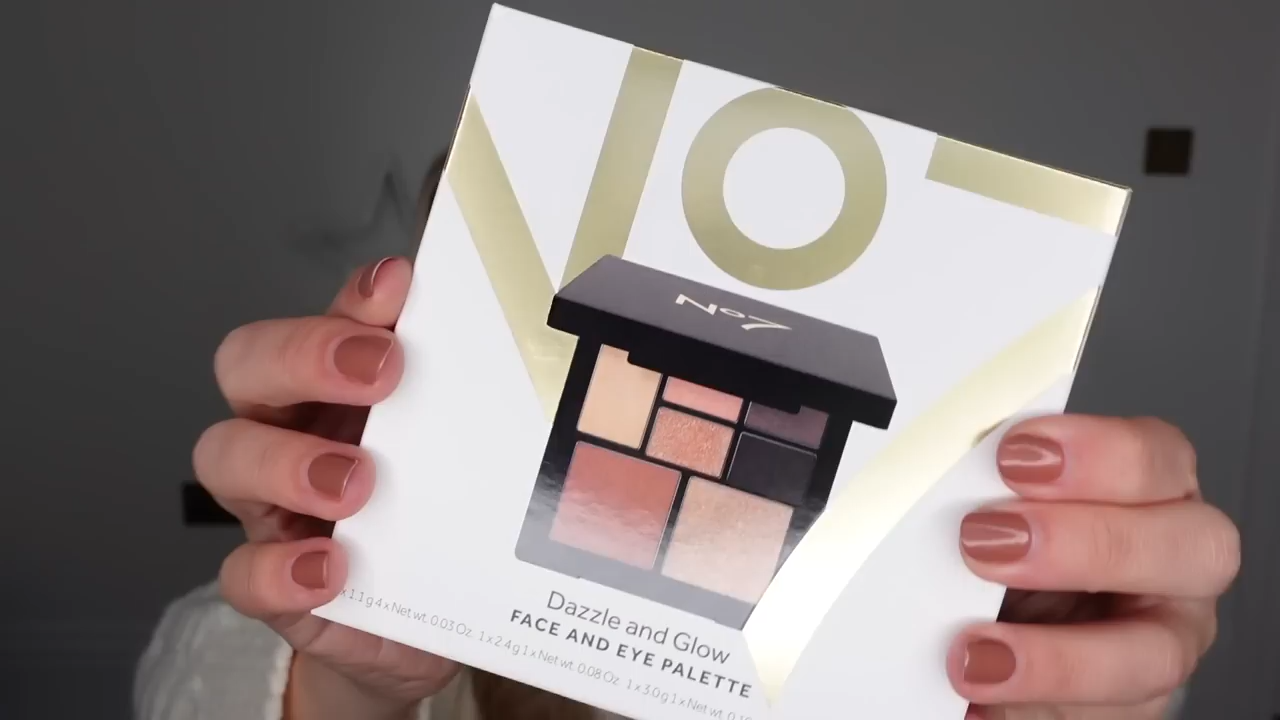 No7
No7
Dazzle and Glow
FACE AND EYE PALETTE
x 1.1 g 4 x Net wt. 0.03 Oz. 1 x 2.4 g 1 x Net wt. 0.08 Oz. 1 x 3.0 g 1 x Net wt.